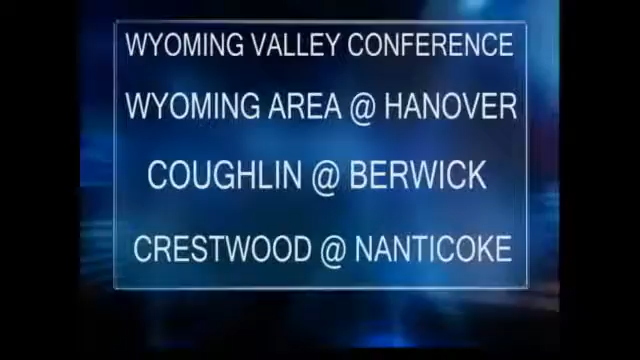 WYOMING VALLEY CONFERENCE
WYOMING AREA @ HANOVER
COUGHLIN @ BERWICK
CRESTWOOD @ NANTICOKE